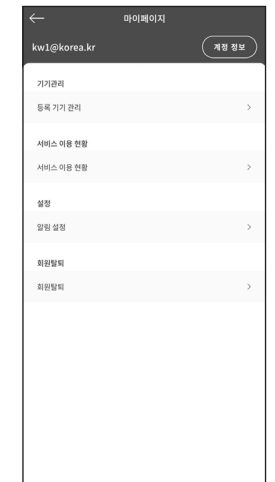 마이페이지
kw1@korea.kr
계정 정보
기기관리
등록 기기 관리
서비스 이용 현황
서비스 이용 현황
설정
알림 설정
회원탈퇴
회원탈퇴